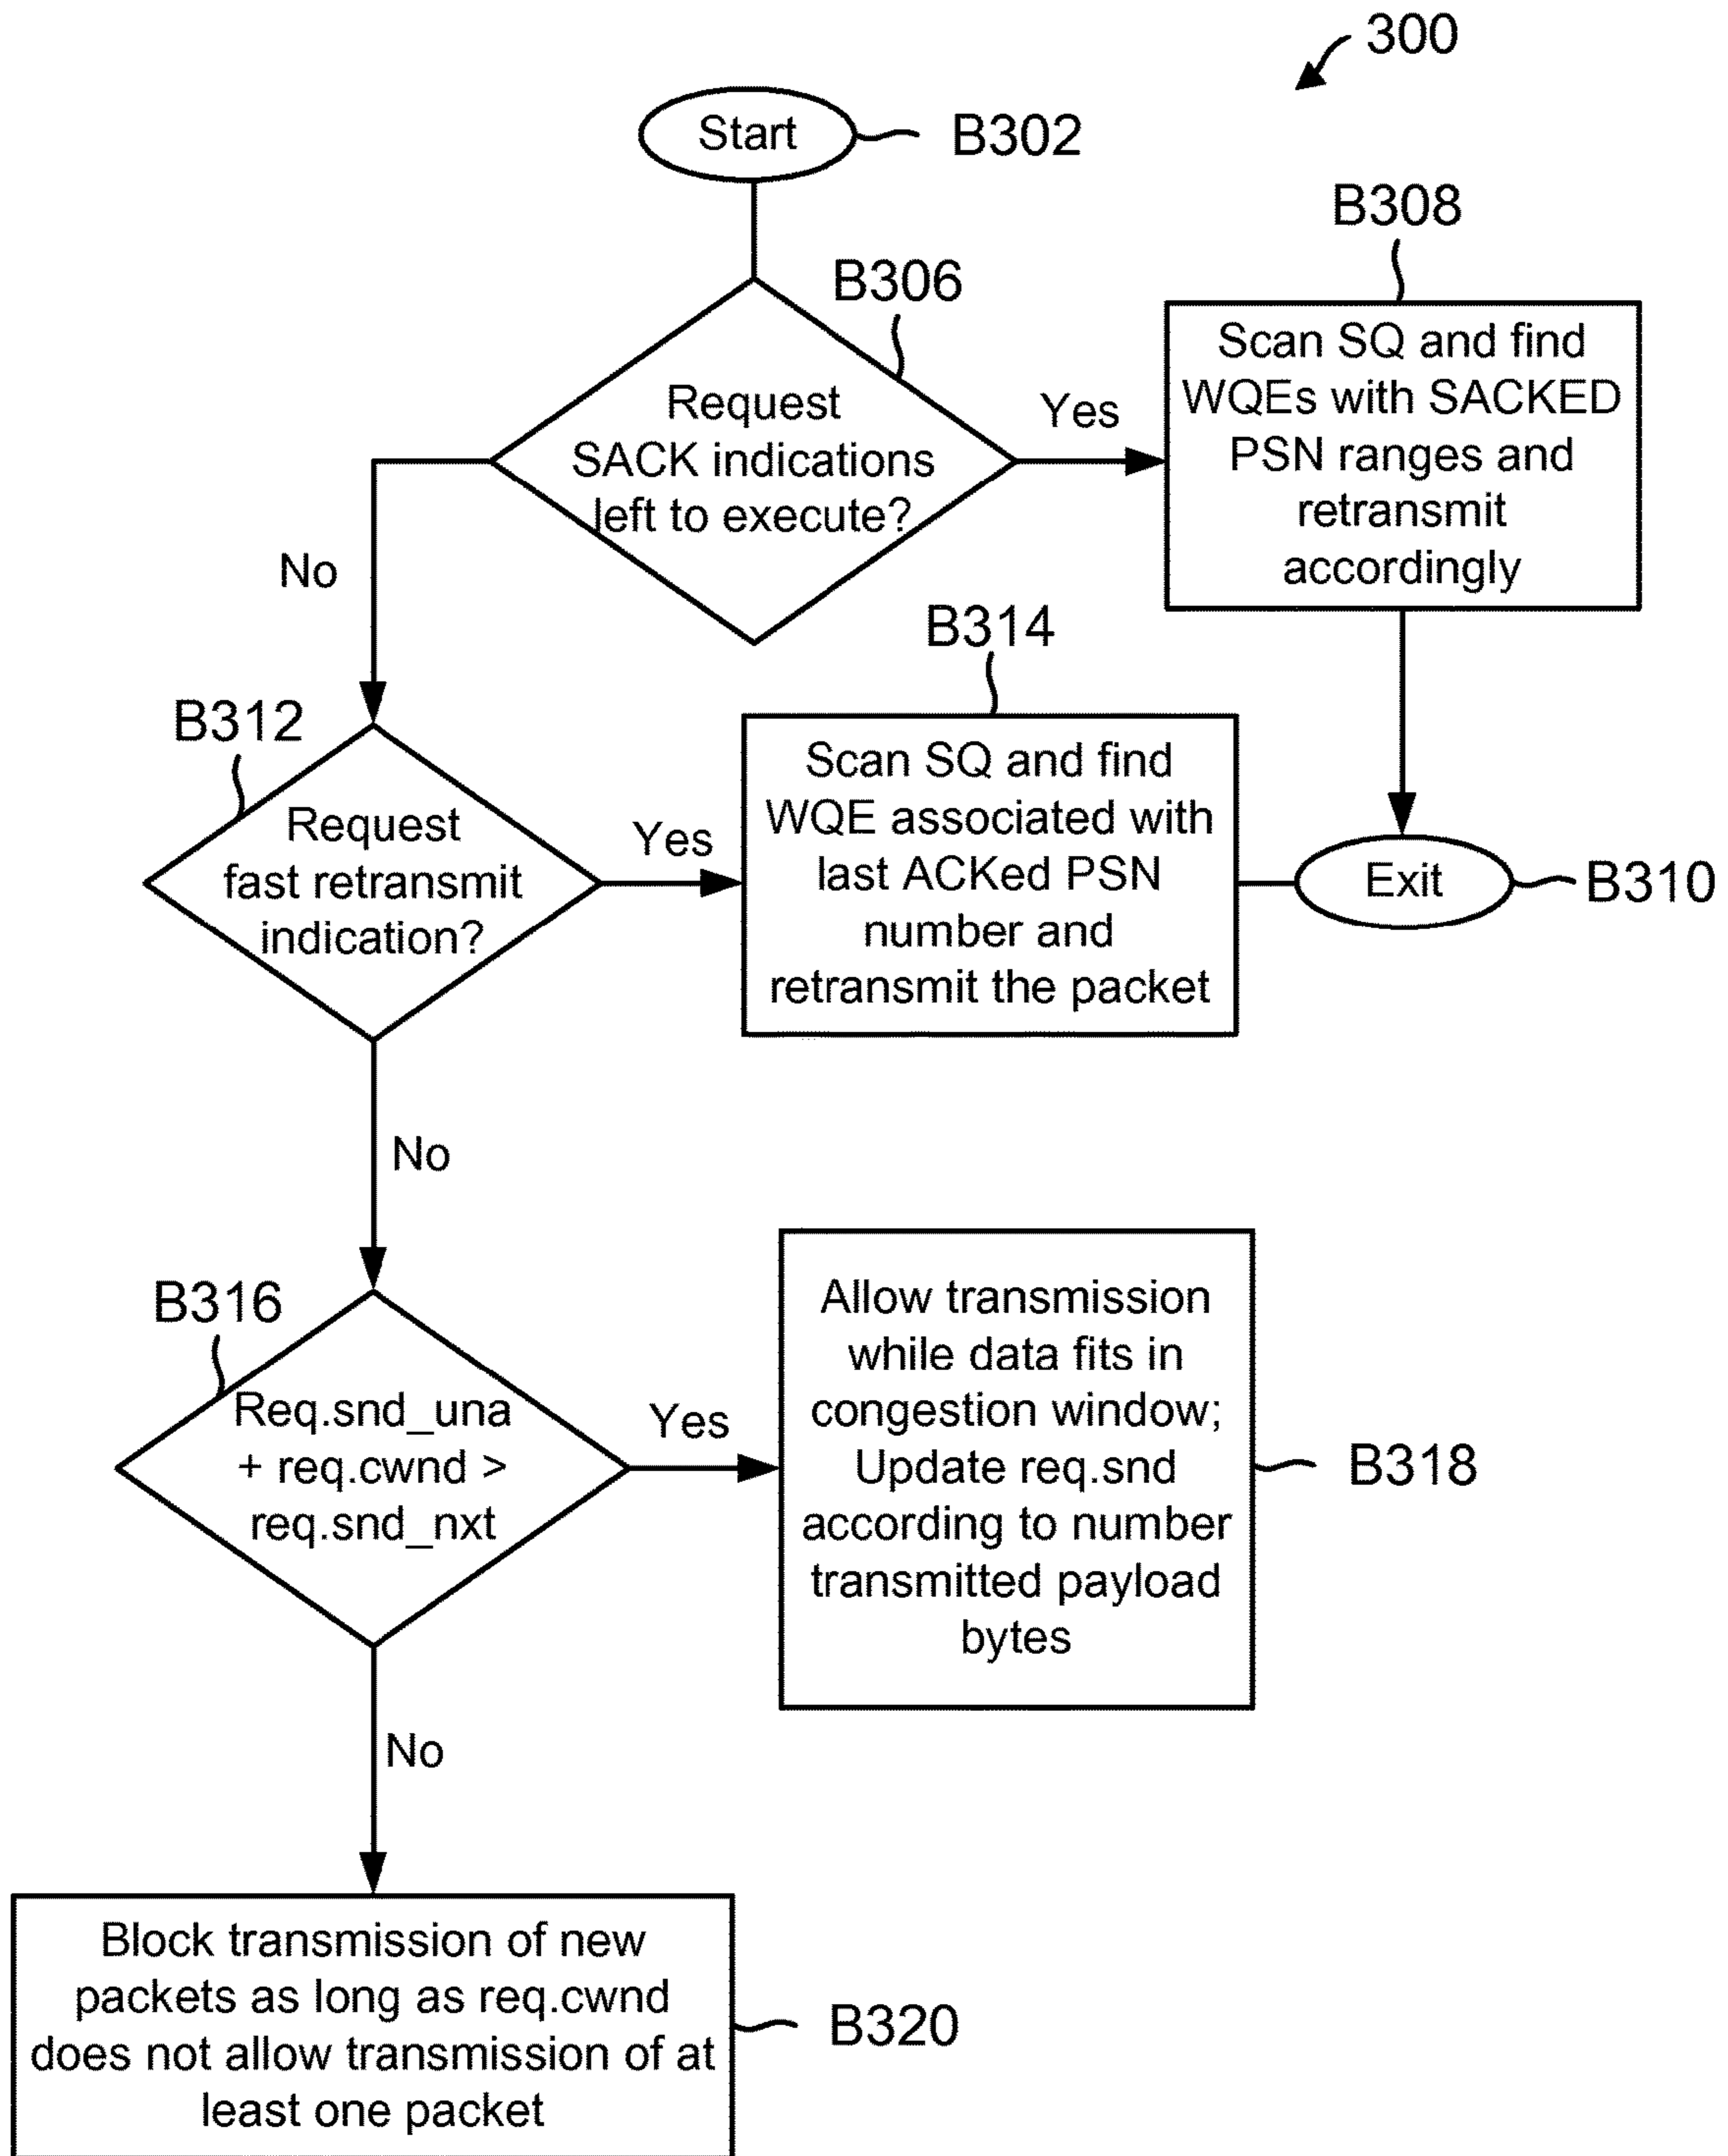 300
Start
B302
B308
B306
Scan SQ and find
WQEs with SACKED
PSN ranges and
retransmit
accordingly
Request
SACK indications
left to execute?
Yes
No
B314
B312
Scan SQ and find
WQE associated with
last ACKed PSN
number and
retransmit the packet
Request
fast retransmit
indication?
Yes
Exit
B310
No
B316
Allow transmission
while data fits in
congestion window;
Update req.snd
according to number
transmitted payload
bytes
Req.snd_una
+ req.cwnd >
req.snd_nxt
Yes
B318
No
Block transmission of new
packets as long as req.cwnd
does not allow transmission of at
least one packet
B320